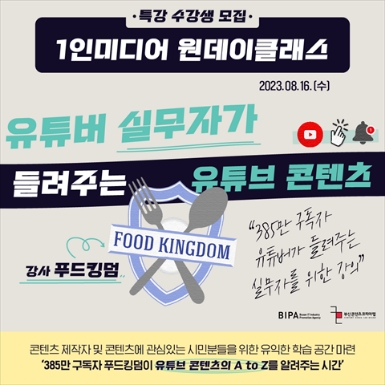 · 특강 수강생 모집 ·
1인미디어 원데이클래스
2023.08.16.(수)
유튜버 실무자가
들려주는 유튜브 콘텐츠
FOOD KINGDOM
강사 푸드킹덤
"385만 구독자
유튜버가 들려주는
실무자를 위한 강의"
BIPA
콘텐츠 제작자 및 콘텐츠에 관심있는 시민분들을 위한 유익한 학습 공간 마련
'385만 구독자 푸드킹덤이 유튜브 콘텐츠의 A to Z를 알려주는 시간'